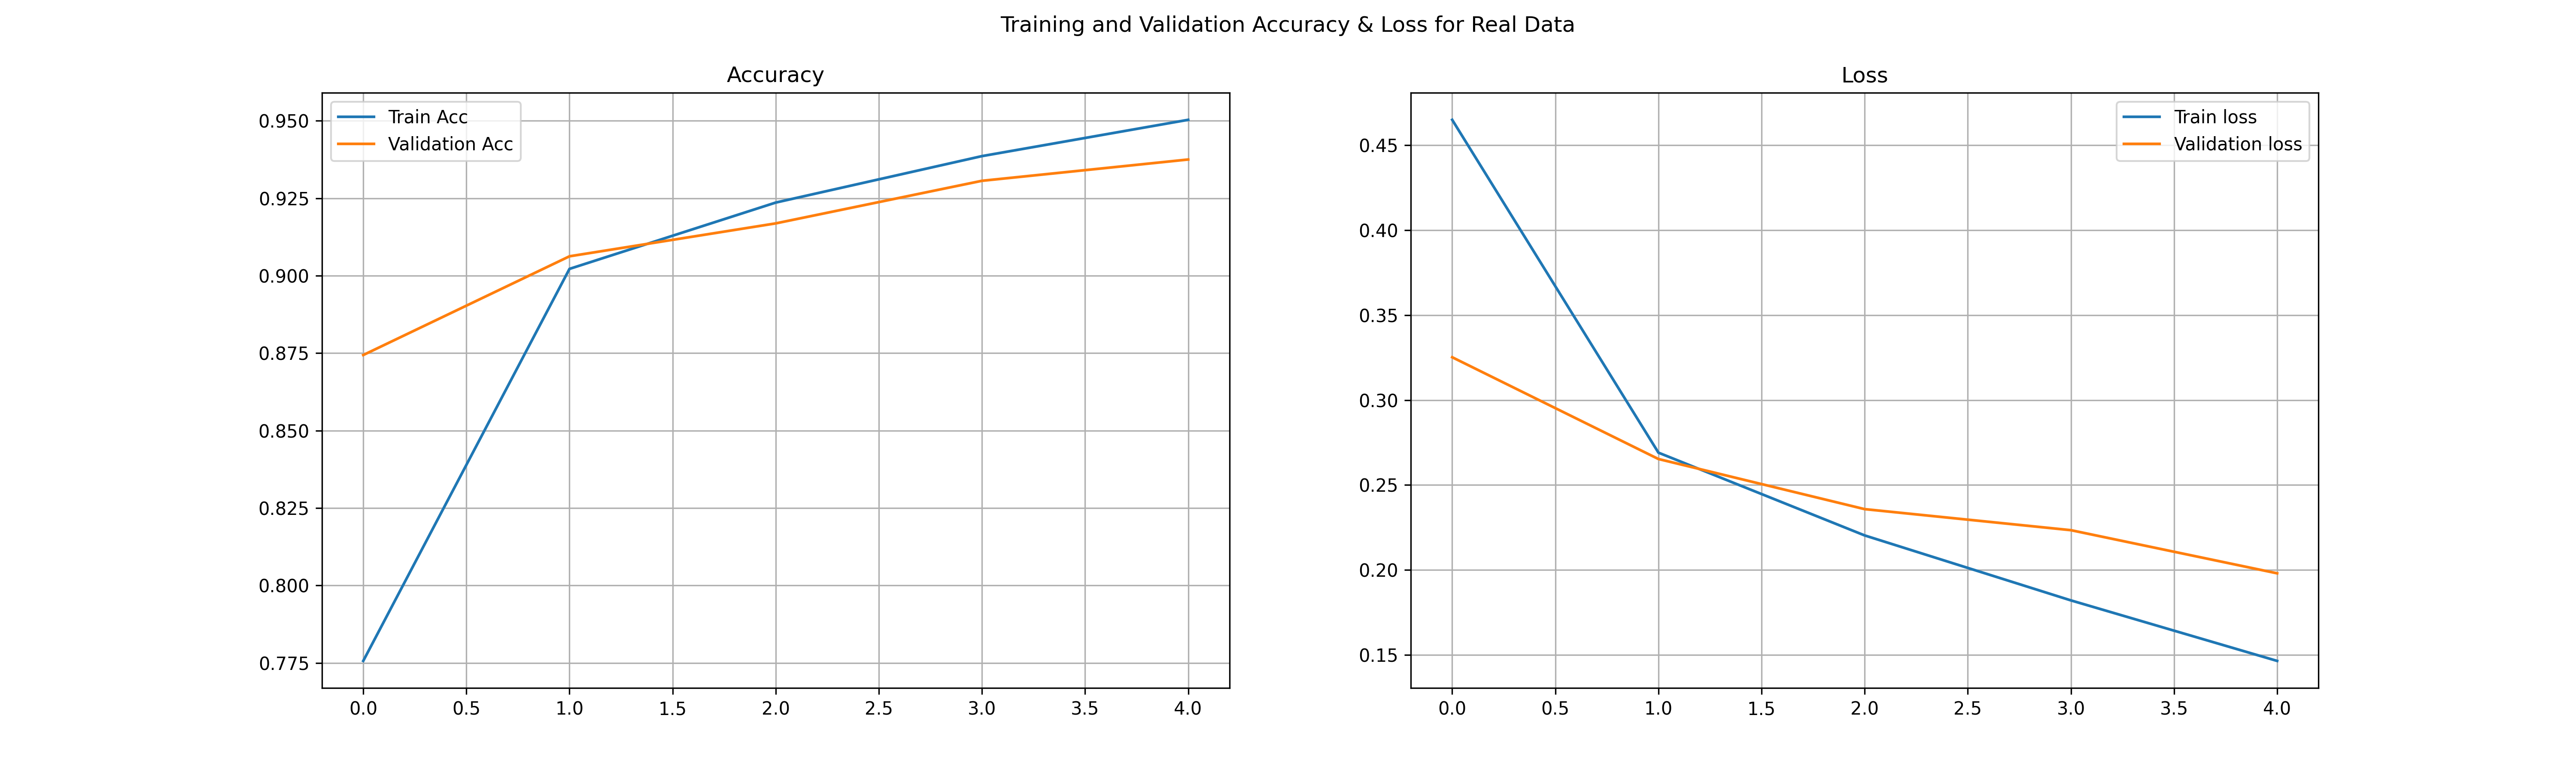 Training and Validation Accuracy & Loss for Real Data
Accuracy
Train Acc
Validation Acc
0.950
0.925
0.900
0.875
0.850
0.825
0.800
0.775
0.0 0.5 1.0 1.5 2.0 2.5 3.0 3.5 4.0
Loss
Train loss
Validation loss
0.45
0.40
0.35
0.30
0.25
0.20
0.15
0.0 0.5 1.0 1.5 2.0 2.5 3.0 3.5 4.0